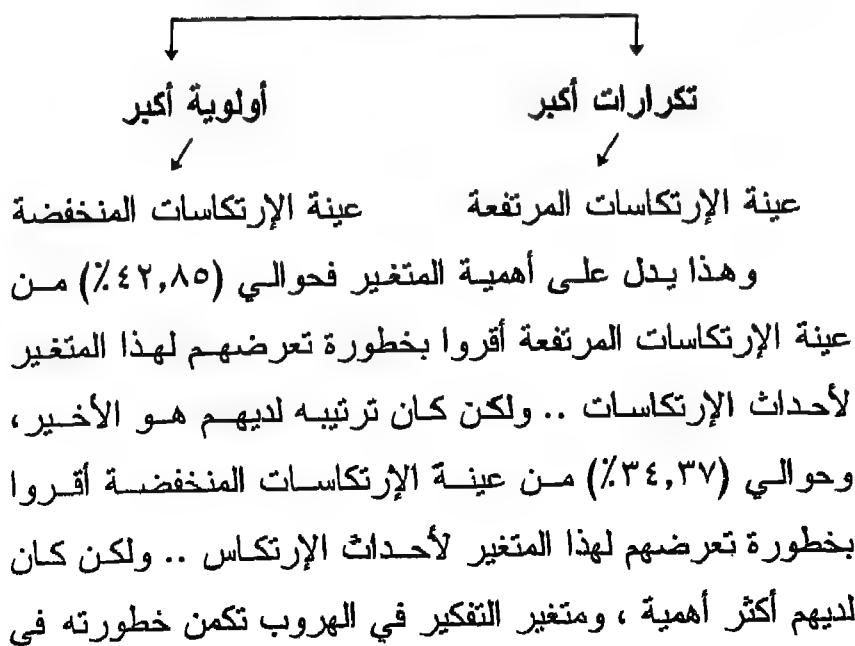 تكرارات أكبر أولوية أكبر
عينة الإرتكاسات المرتفعة عينة الإرتكاسات المنخفضة
وهذا يدل على أهمية المتغير فحوالي (٤٢,٨٥٪) من
عينة الإرتكاسات المرتفعة أقروا بخطورة تعرضهم لهذا المتغير
لأحداث الإرتكاسات .. ولكن كان ترتيبه لديهم هو الأخير،
وحوالي (٣٤,٣٧٪) من عينة الإرتكاسات المنخفضة أقروا
بخطورة تعرضهم لهذا المتغير لأحداث الإرتكاس .. ولكن كان
لديهم أكثر أهمية ، ومتغير التفكير في الهروب تكمن خطورته في